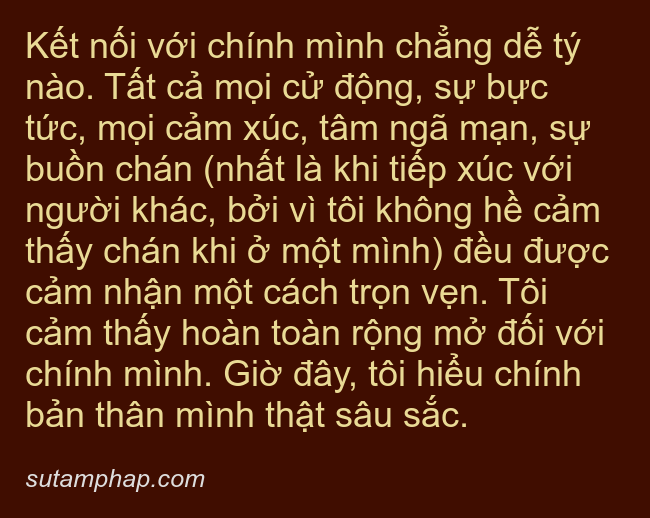 Kết nối với chính mình chẳng dễ tý
nào. Tất cả mọi cử động, sự bực
tức, mọi cảm xúc, tâm ngã mạn, sự
buồn chán (nhất là khi tiếp xúc với
người khác, bởi vì tôi không hề cảm
thấy chán khi ở một mình) đều được
cảm nhận một cách trọn vẹn. Tôi
cảm thấy hoàn toàn rộng mở đối với
chính mình. Giờ đây, tôi hiểu chính
bản thân mình thật sâu sắc.
sutamphap.com